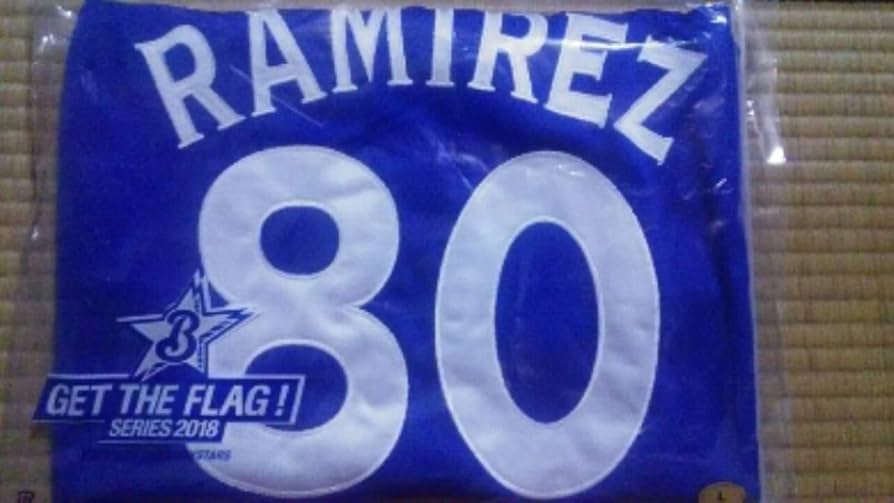 RAMIREZ
80
B
GET THE FLAG!
SERIES 2018
L